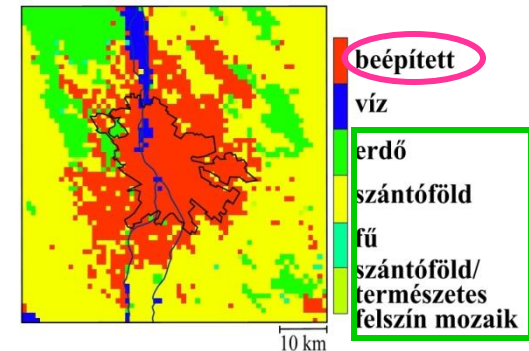 beépített
víz
erdő
szántóföld
fű
szántóföld/
természetes
felszín mozaik
10 km